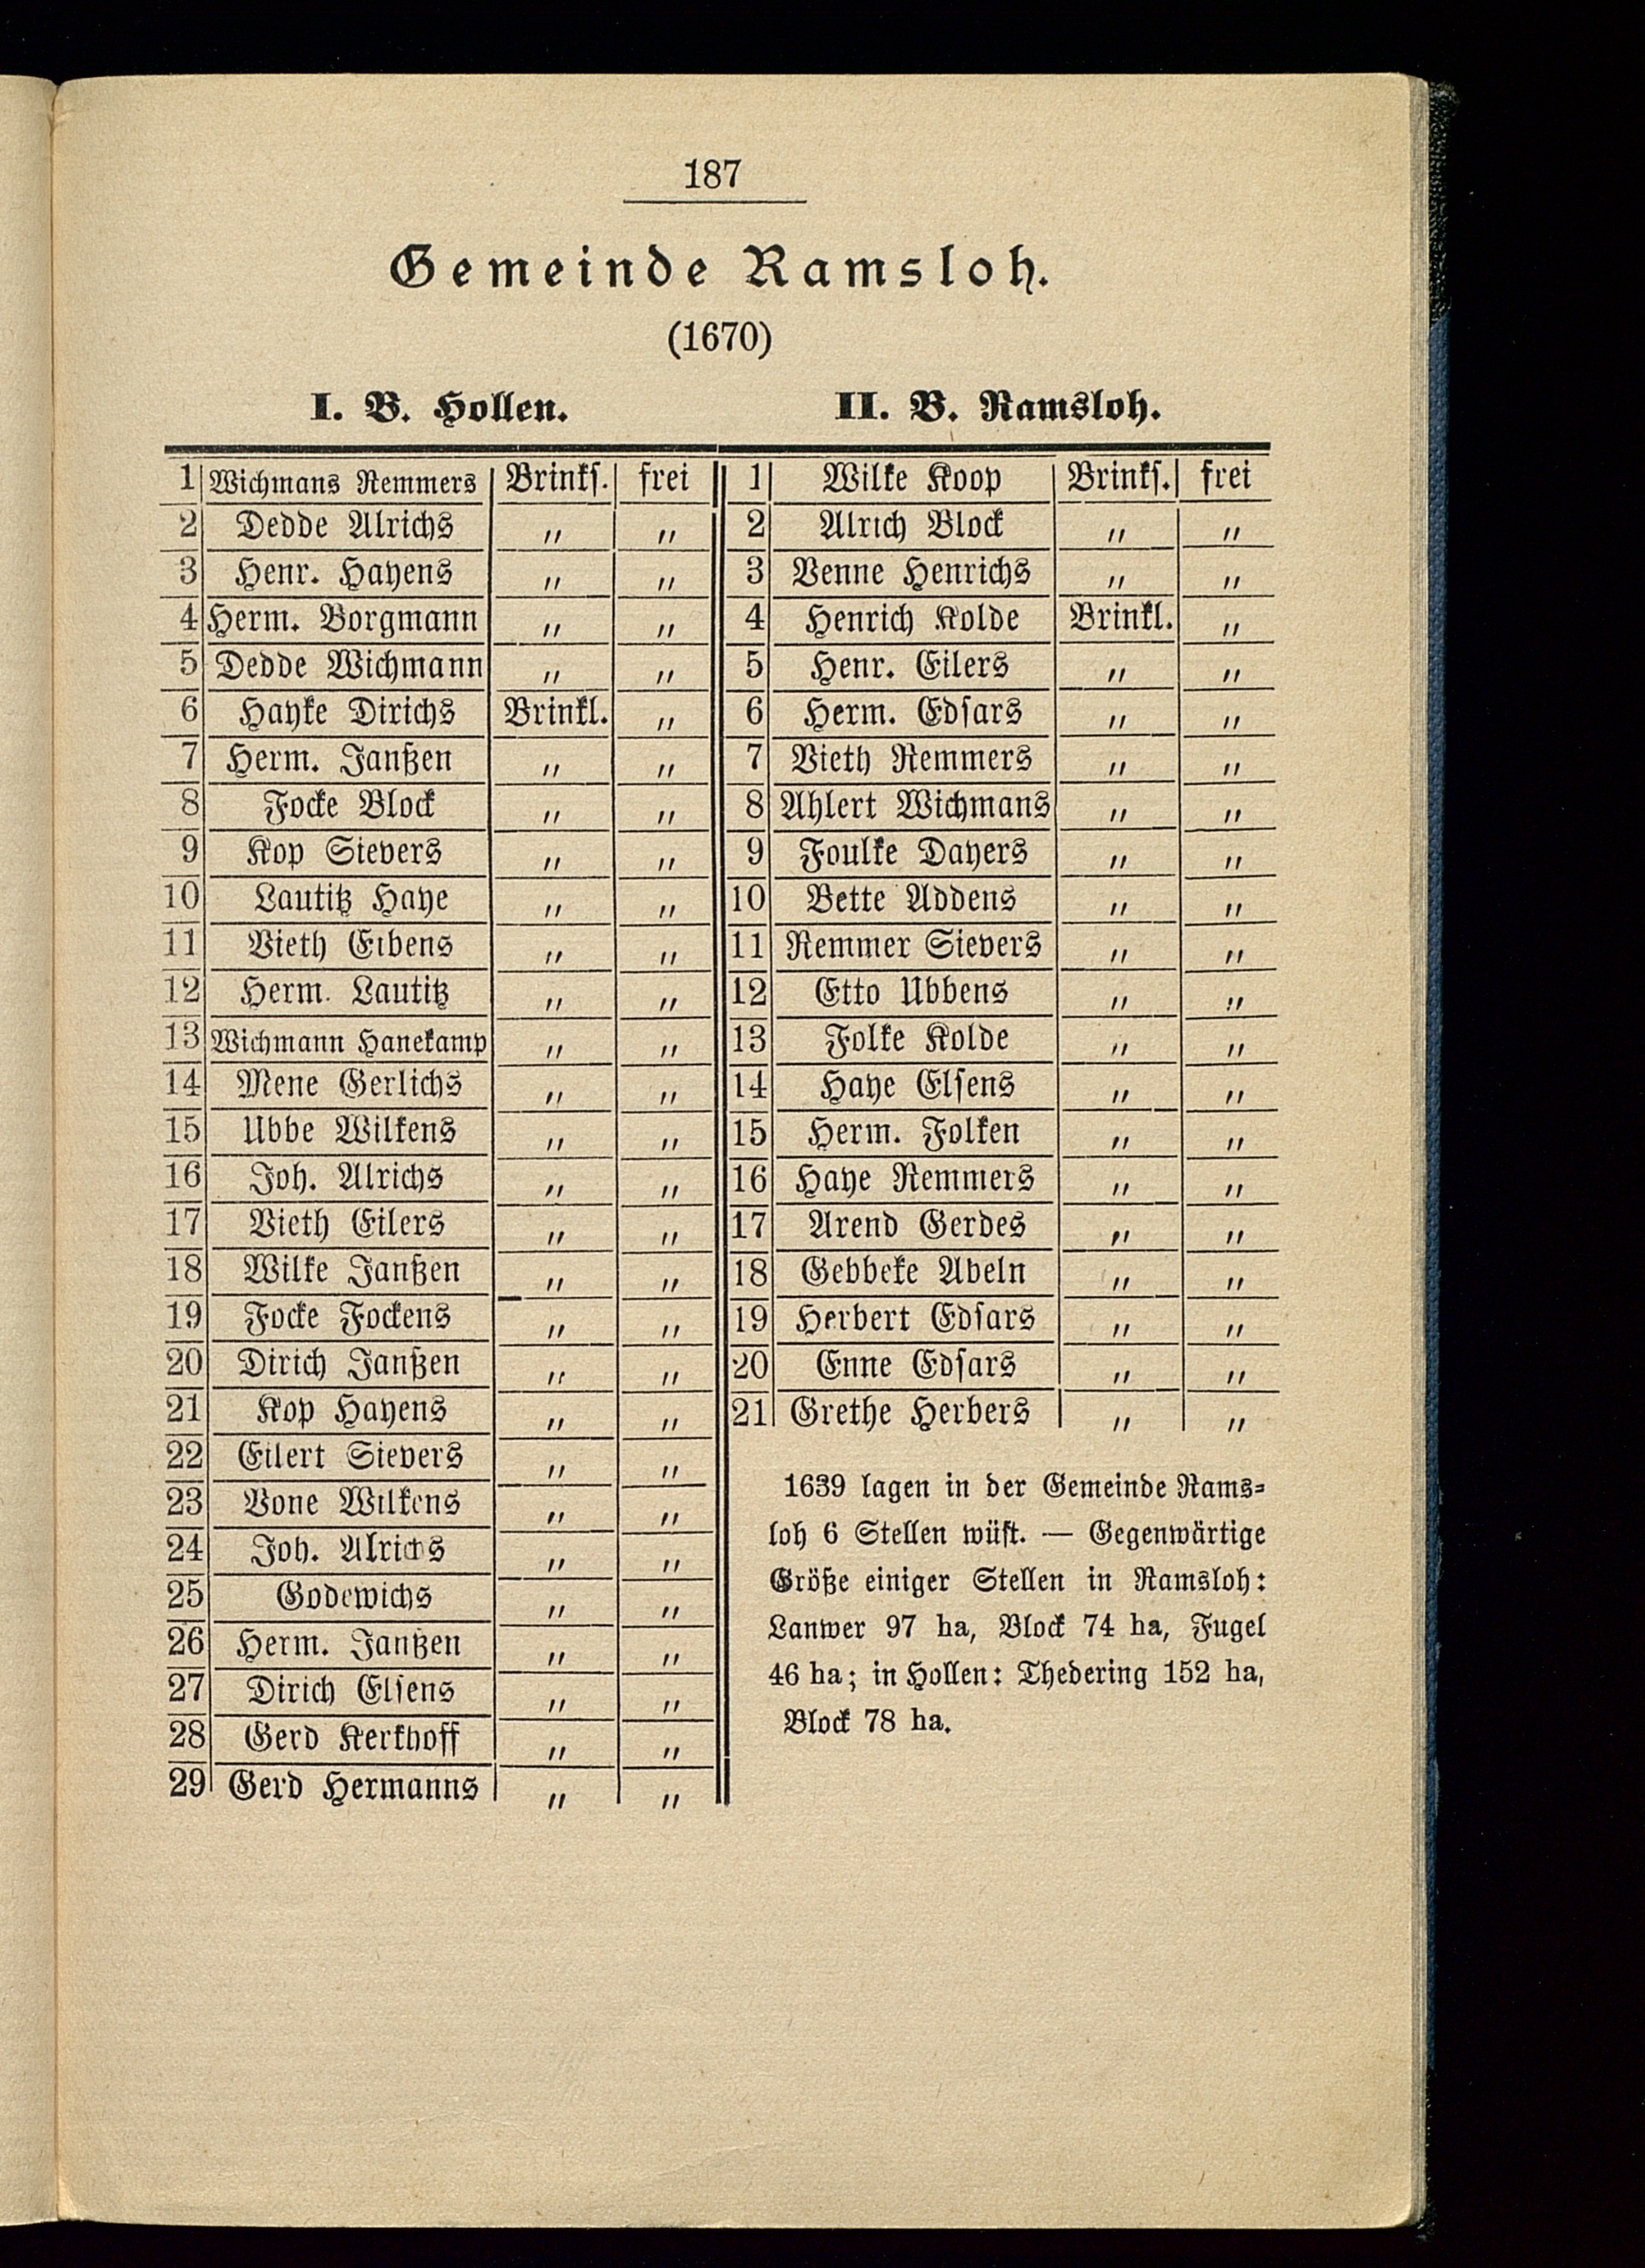 187
Gemeinde Ramsloh.
(1670)
I. B. Hollen.
1 Wichmans Remmers Brinks. frei
2 Dedde Alrichs " "
3 Henr. Hayens " "
4 Herm. Borgmann " "
5 Dedde Wichmann " "
6 Hayke Dirichs Brinkl. "
7 Herm. Janßen " "
8 Focke Block " "
9 Kop Sievers " "
10 Lautitz Haye " "
11 Vieth Eibens " "
12 Herm. Lautitz " "
13 Wichmann Hanekamp " "
14 Mene Gerlichs " "
15 Ubbe Wilkens " "
16 Joh. Alrichs " "
17 Vieth Eilers " "
18 Wilke Janßen " "
19 Focke Fockens " "
20 Dirich Janßen " "
21 Kop Hayens " "
22 Eilert Sievers " "
23 Vone Wilkens " "
24 Joh. Alrichs " "
25 Godewichs " "
26 Herm. Janßen " "
27 Dirich Elsens " "
28 Gerd Kerkhoff " "
29 Gerd Hermanns " "
II. B. Ramsloh.
1 Wilke Koop Brinks. frei
2 Alrich Block " "
3 Venne Henrichs " "
4 Henrich Kolde Brinkl. "
5 Henr. Eilers " "
6 Herm. Edsars " "
7 Vieth Remmers " "
8 Ahlert Wichmans " "
9 Foulke Dayers " "
10 Bette Addens " "
11 Remmer Sievers " "
12 Etto Ubbens " "
13 Folke Kolde " "
14 Haye Elsens " "
15 Herm. Folken " "
16 Haye Remmers " "
17 Arend Gerdes " "
18 Gebbeke Abeln " "
19 Herbert Edsars " "
20 Enne Edsars " "
21 Grethe Herbers " "
1639 lagen in der Gemeinde Rams-
loh 6 Stellen wüst. — Gegenwärtige
Größe einiger Stellen in Ramsloh:
Lanwer 97 ha, Block 74 ha, Fugel
46 ha; in Hollen: Thedering 152 ha,
Block 78 ha.